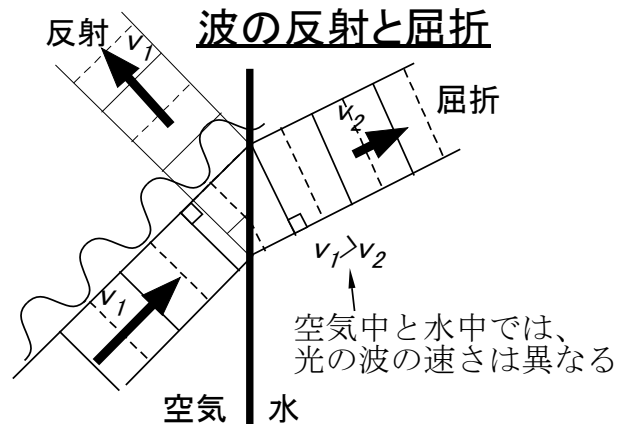 波の反射と屈折
反射
v1
屈折
v2
v1
v1>v2
空気中と水中では、
光の波の速さは異なる
空気
水